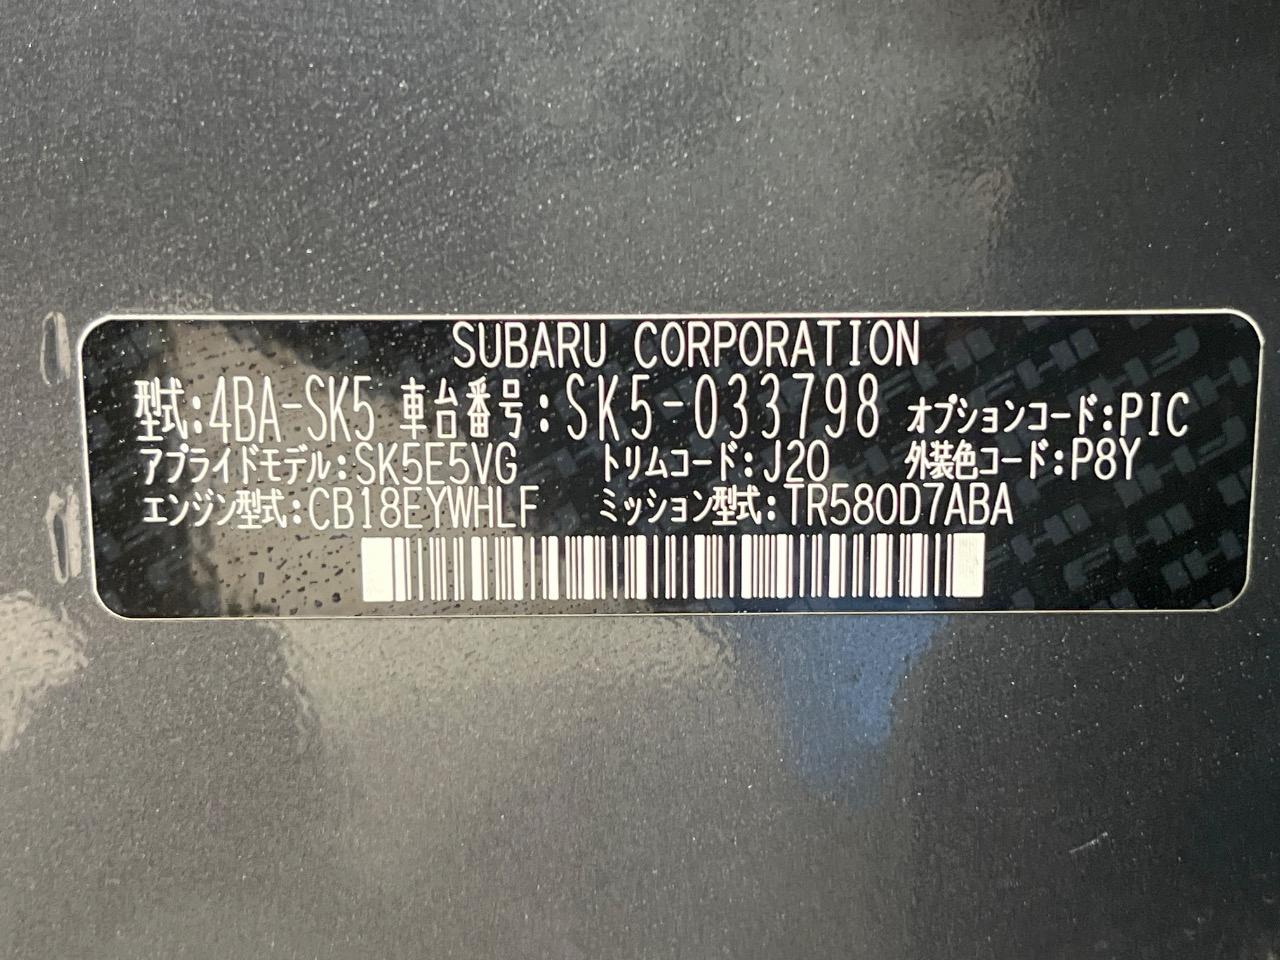 SUBARU CORPORATION
型式:4BA-SK5 車台番号:SK5-033798 オプションコード:PIC
アプライドモデル:SK5E5VG トリムコード:J20 外装色コード:P8Y
エンジン型式:CB18EYWHLF ミッション型式:TR580D7ABA